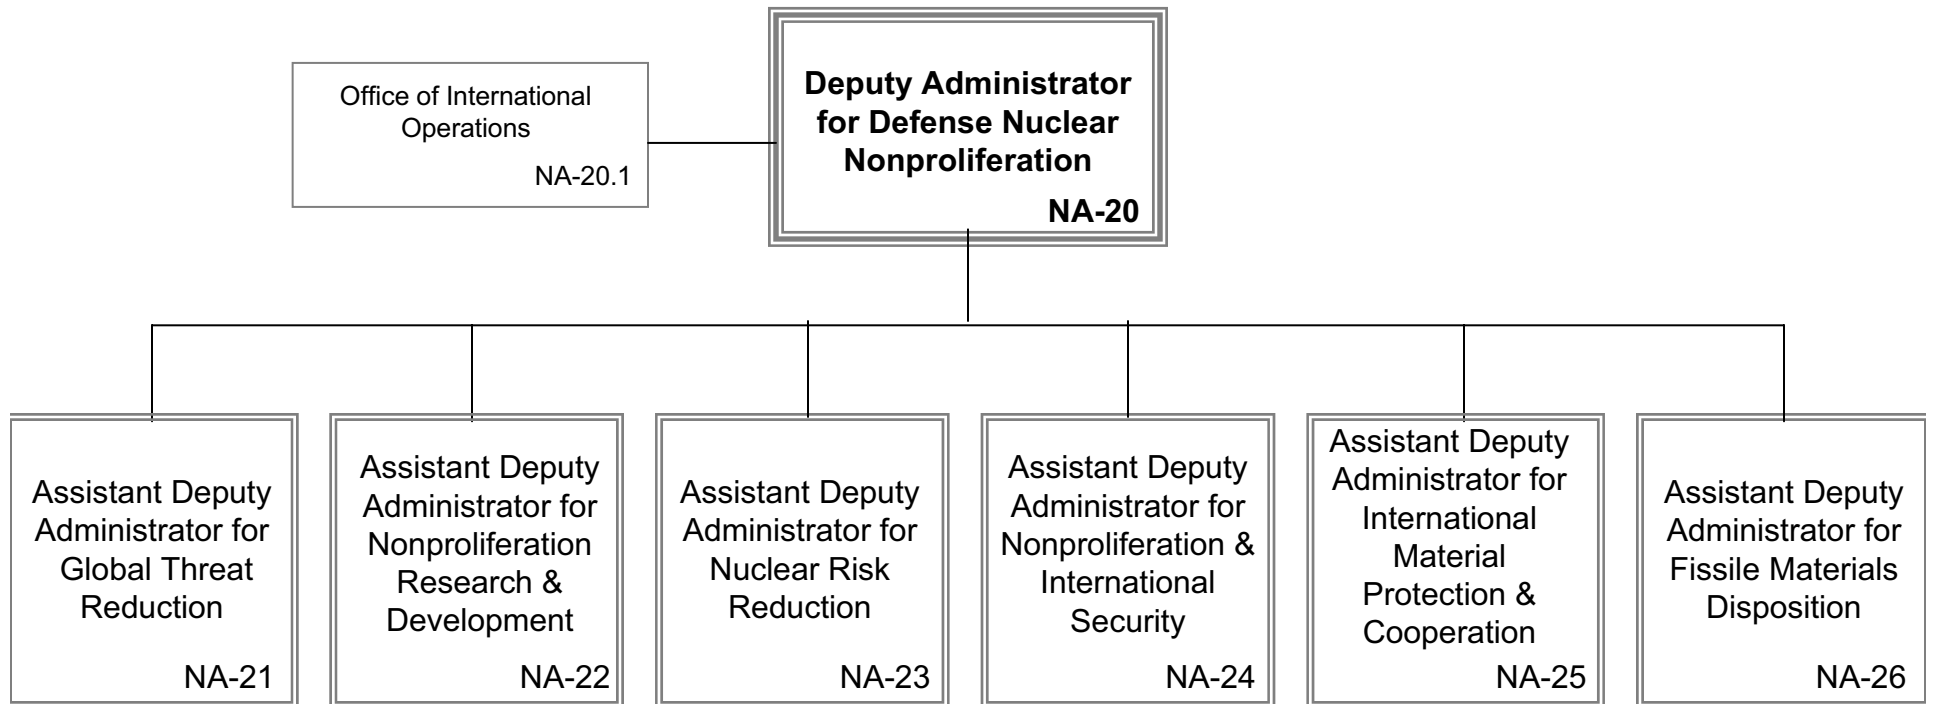 Office of International
Operations
NA-20.1
Deputy Administrator
for Defense Nuclear
Nonproliferation
NA-20
Assistant Deputy
Administrator for
Global Threat
Reduction
NA-21
Assistant Deputy
Administrator for
Nonproliferation
Research &
Development
NA-22
Assistant Deputy
Administrator for
Nuclear Risk
Reduction
NA-23
Assistant Deputy
Administrator for
Nonproliferation &
International
Security
NA-24
Assistant Deputy
Administrator for
International
Material
Protection &
Cooperation
NA-25
Assistant Deputy
Administrator for
Fissile Materials
Disposition
NA-26